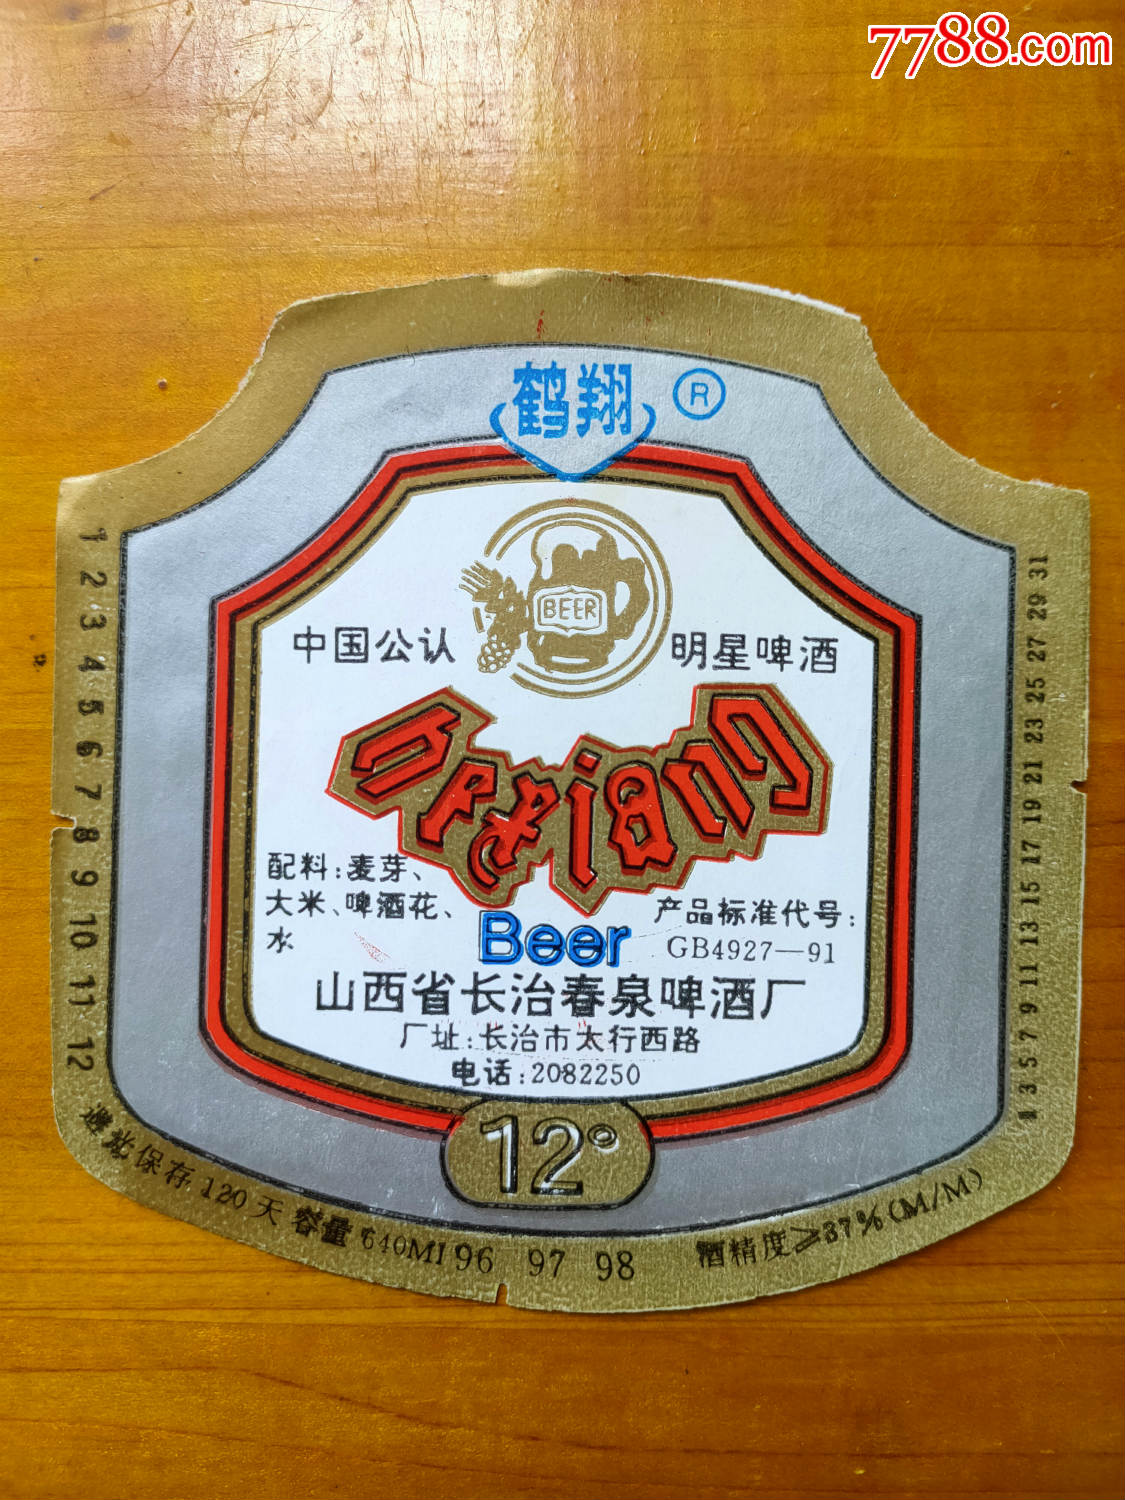 7788.com
鹤翔 ®
BEER
中国公认 明星啤酒
配料:麦芽、
大米、啤酒花、
水
Beer
产品标准代号:
GB4927—91
山西省长治春泉啤酒厂
厂址:长治市太行西路
电话:2082250
12°
1 2 3 4 5 6 7 8 9 10 11 12
1 3 5 7 9 11 13 15 17 19 21 23 25 27 29 31
避光保存120天 容量640Ml 96 97 98 酒精度≥37%(M/M)